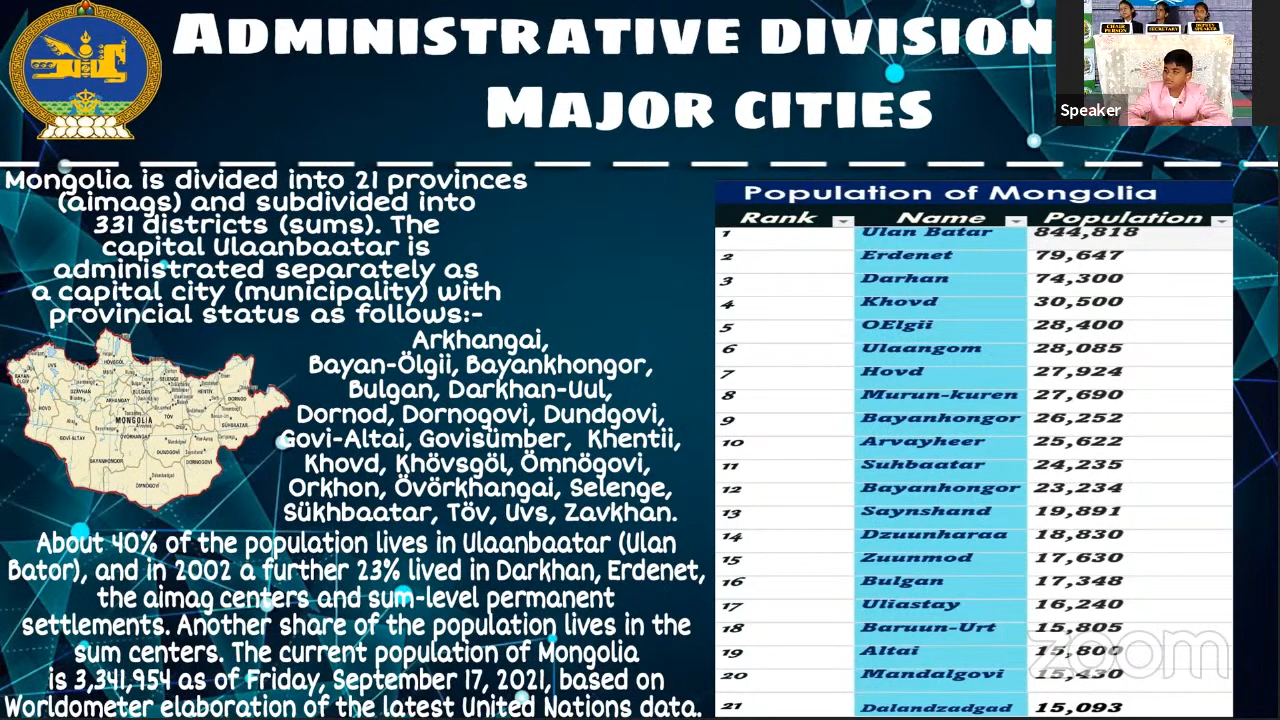 ADMINISTRATIVE DIVISION
MAJOR CITIES
CHAIR PERSON
SECRETARY
DEPUTY SPEAKER
Speaker
Mongolia is divided into 21 provinces
(aimags) and subdivided into
331 districts (sums). The
capital Ulaanbaatar is
administrated separately as
a capital city (municipality) with
provincial status as follows:-
Arkhangai,
Bayan-Ölgii, Bayankhongor,
Bulgan, Darkhan-Uul,
Dornod, Dornogovi, Dundgovi,
Govi-Altai, Govisümber, Khentii,
Khovd, Khövsgöl, Ömnögovi,
Orkhon, Övörkhangai, Selenge,
Sükhbaatar, Töv, Uvs, Zavkhan.
MONGOLIA
About 40% of the population lives in Ulaanbaatar (Ulan
Bator), and in 2002 a further 23% lived in Darkhan, Erdenet,
the aimag centers and sum-level permanent
settlements. Another share of the population lives in the
sum centers. The current population of Mongolia
is 3,341,954 as of Friday, September 17, 2021, based on
Worldometer elaboration of the latest United Nations data.
Population of Mongolia
Rank Name Population
1 Ulan Batar 844,818
2 Erdenet 79,647
3 Darhan 74,300
4 Khovd 30,500
5 OElgii 28,400
6 Ulaangom 28,085
7 Hovd 27,924
8 Murun-kuren 27,690
9 Bayanhongor 26,252
10 Arvayheer 25,622
11 Suhbaatar 24,235
12 Bayanhongor 23,234
13 Saynshand 19,891
14 Dzuunharaa 18,830
15 Zuunmod 17,630
16 Bulgan 17,348
17 Uliastay 16,240
18 Baruun-Urt 15,805
19 Altai 15,800
20 Mandalgovi 15,430
21 Dalandzadgad 15,093
zoom